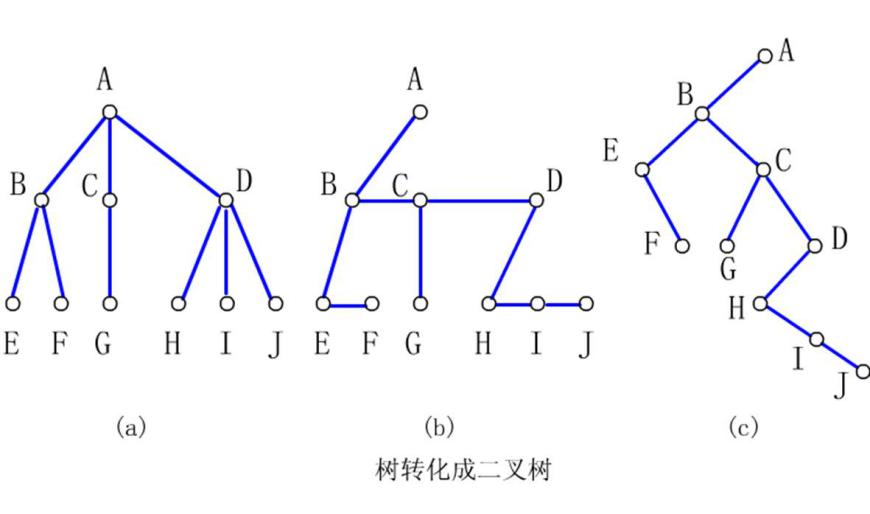 A
B C D
E F G H I J
(a)
A
B C D
E F G H I J
(b)
A
B
E C
F G D
H
I
J
(c)
树转化成二叉树